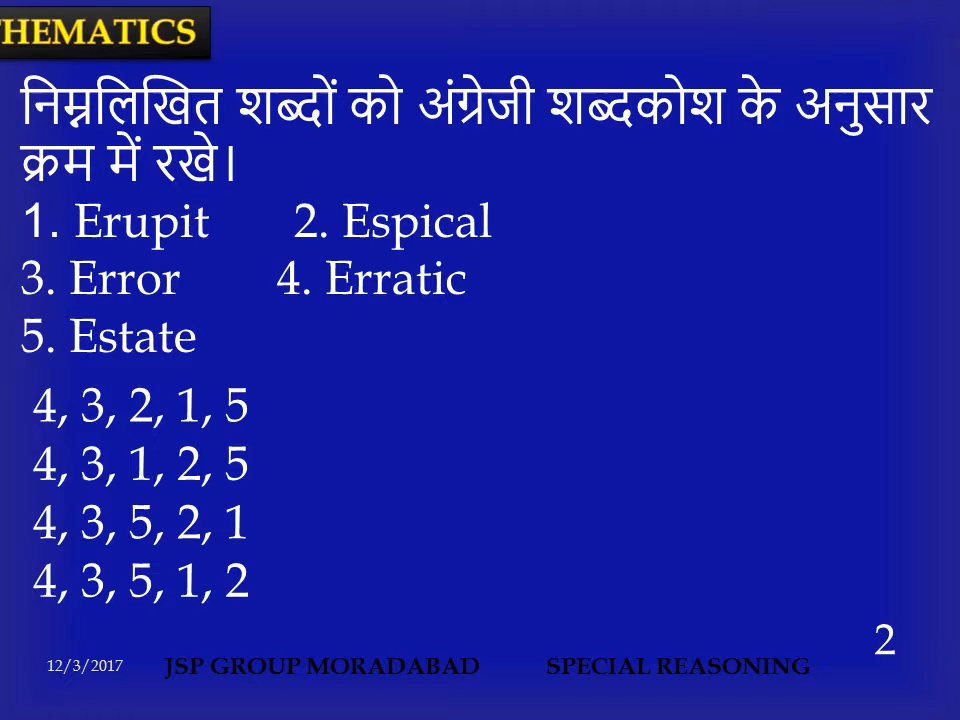 THEMATICS
निम्नलिखित शब्दों को अंग्रेजी शब्दकोश के अनुसार
क्रम में रखे।
1. Erupit 2. Espical
3. Error 4. Erratic
5. Estate
4, 3, 2, 1, 5
4, 3, 1, 2, 5
4, 3, 5, 2, 1
4, 3, 5, 1, 2
2
12/3/2017 JSP GROUP MORADABAD SPECIAL REASONING